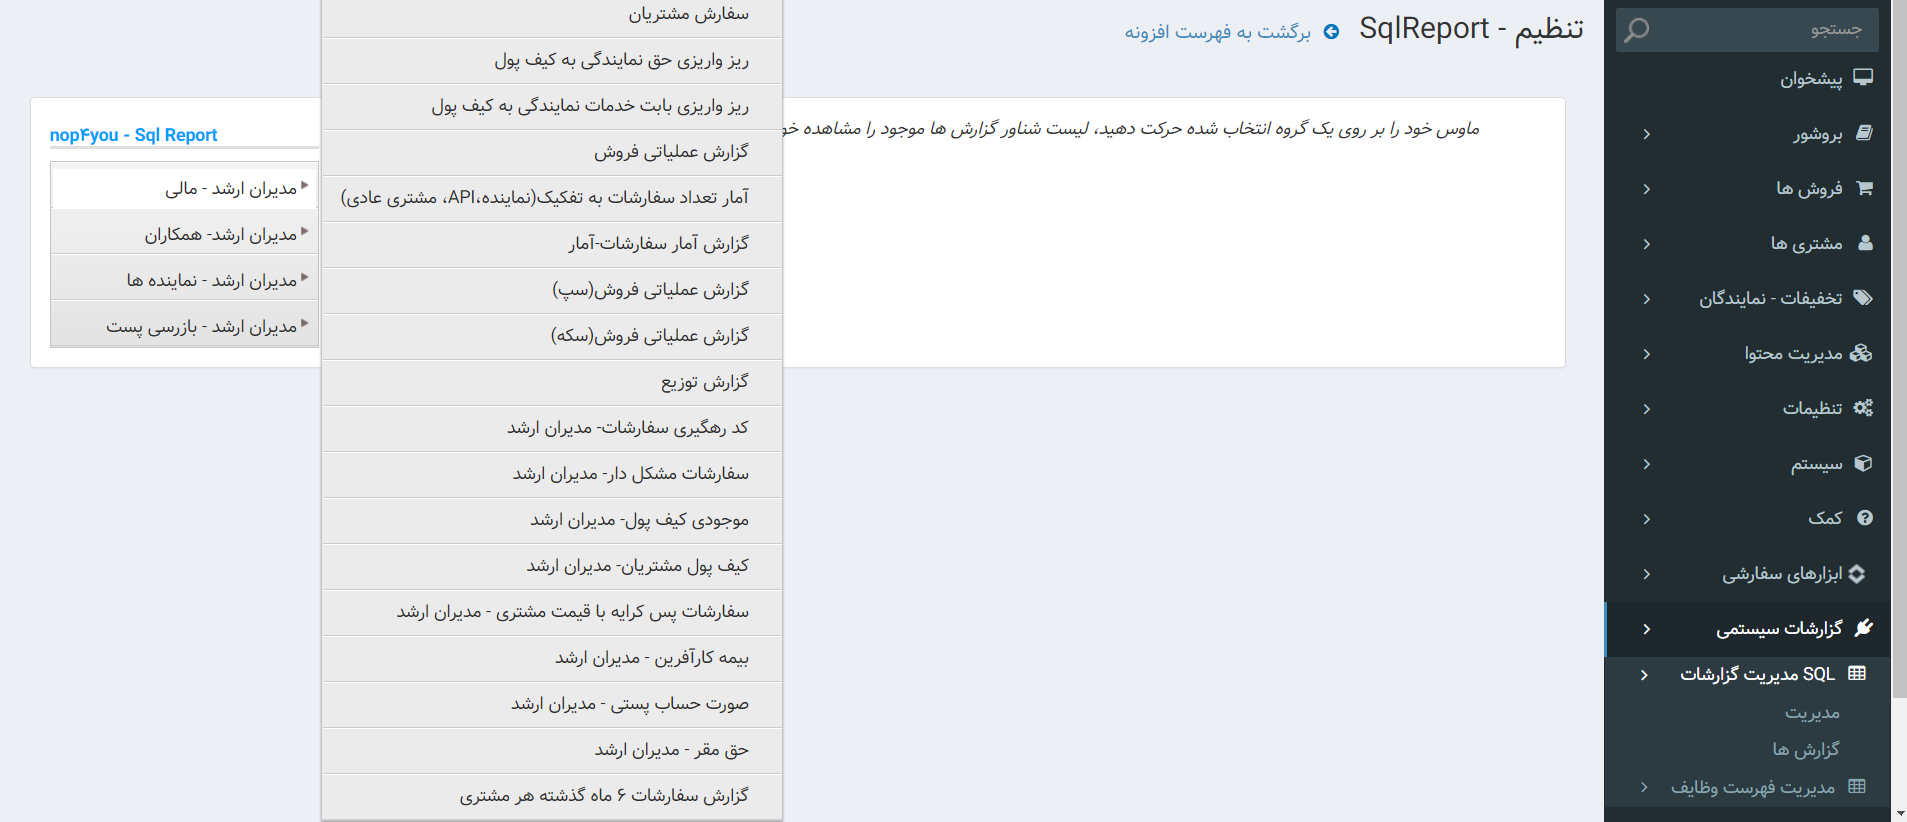 جستجو
پیشخوان
بروشور
فروش ها
مشتری ها
تخفیفات - نمایندگان
مدیریت محتوا
تنظیمات
سیستم
کمک
ابزارهای سفارشی
گزارشات سیستمی
SQL مدیریت گزارشات
مدیریت
گزارش ها
مدیریت فهرست وظایف
تنظیم - SqlReport
برگشت به فهرست افزونه
ماوس خود را بر روی یک گروه انتخاب شده حرکت دهید، لیست شناور گزارش ها موجود را مشاهده
سفارش مشتریان
ریز واریزی حق نمایندگی به کیف پول
ریز واریزی بابت خدمات نمایندگی به کیف پول
گزارش عملیاتی فروش
آمار تعداد سفارشات به تفکیک(نماینده،API، مشتری عادی)
گزارش آمار سفارشات-آمار
گزارش عملیاتی فروش(سپ)
گزارش عملیاتی فروش(سکه)
گزارش توزیع
کد رهگیری سفارشات- مدیران ارشد
سفارشات مشکل دار- مدیران ارشد
موجودی کیف پول- مدیران ارشد
کیف پول مشتریان- مدیران ارشد
سفارشات پس کرایه با قیمت مشتری - مدیران ارشد
بیمه کارآفرین - مدیران ارشد
صورت حساب پستی - مدیران ارشد
حق مقر - مدیران ارشد
گزارش سفارشات ۶ ماه گذشته هر مشتری
nop۴you - Sql Report
مدیران ارشد - مالی
مدیران ارشد- همکاران
مدیران ارشد - نماینده ها
مدیران ارشد - بازرسی پست